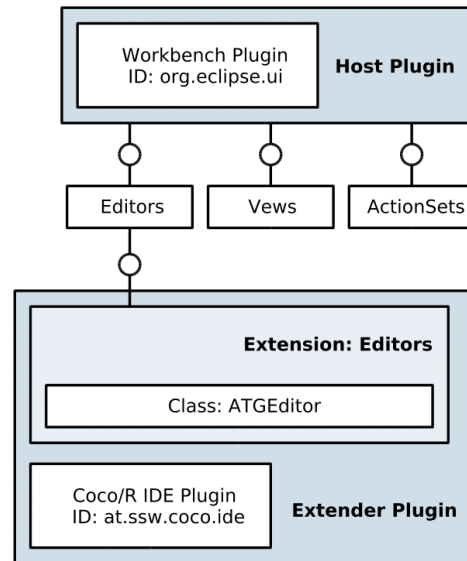 Workbench Plugin
ID: org.eclipse.ui
Host Plugin
Editors
Vews
ActionSets
Extension: Editors
Class: ATGEditor
Coco/R IDE Plugin
ID: at.ssw.coco.ide
Extender Plugin